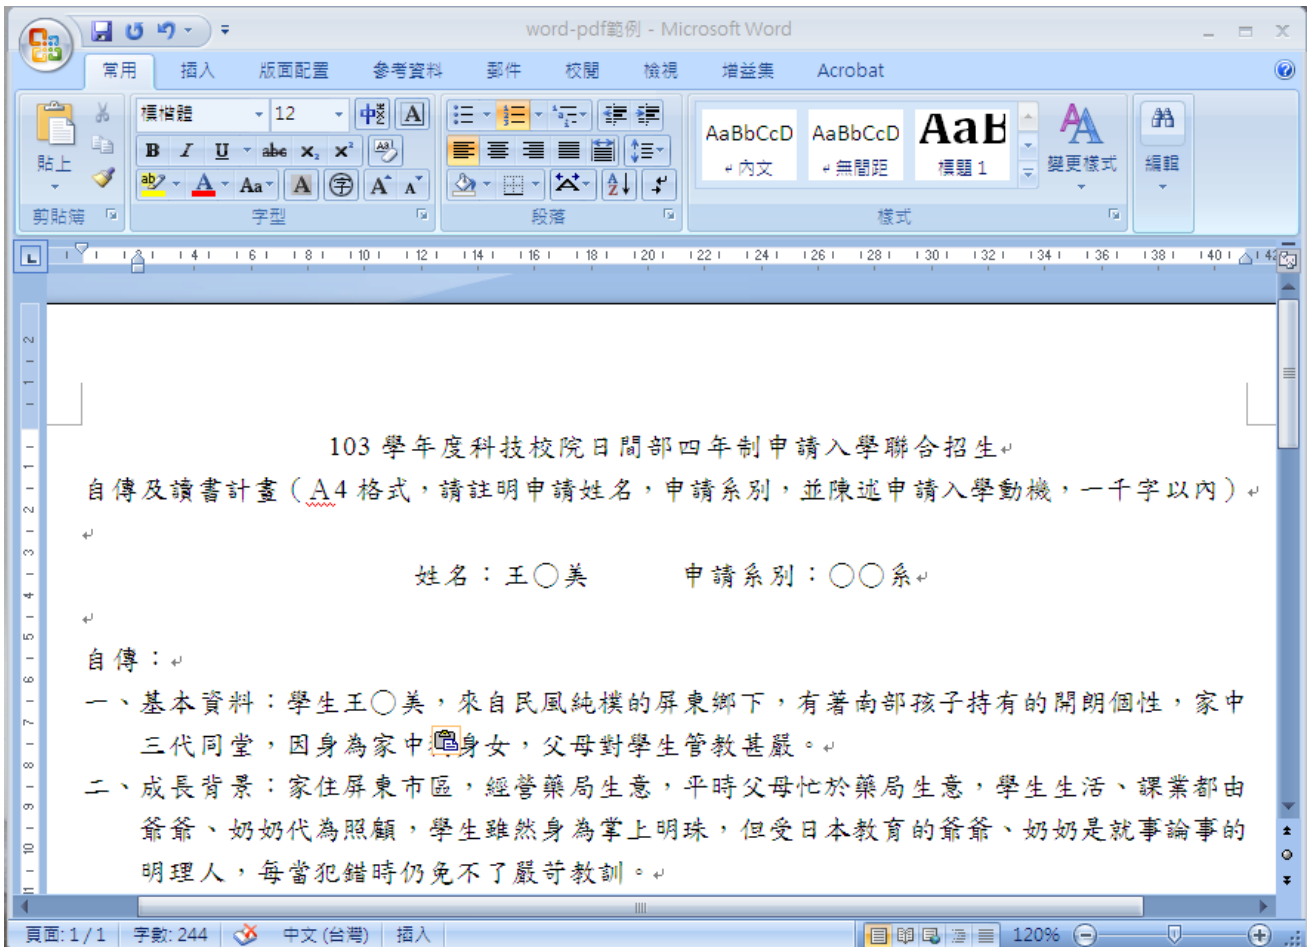 word-pdf範例 - Microsoft Word
常用 插入 版面配置 參考資料 郵件 校閱 檢視 增益集 Acrobat
標楷體 12
AaBbCcD AaBbCcD AaB
貼上
內文 無間距 標題 1 變更樣式 編輯
剪貼簿 字型 段落 樣式
103 學年度科技校院日間部四年制申請入學聯合招生
自傳及讀書計畫（A4 格式，請註明申請姓名，申請系別，並陳述申請入學動機，一千字以內）
姓名：王○美 申請系別：○○系
自傳：
一、基本資料：學生王○美，來自民風純樸的屏東鄉下，有著南部孩子持有的開朗個性，家中
三代同堂，因身為家中 身女，父母對學生管教甚嚴。
二、成長背景：家住屏東市區，經營藥局生意，平時父母忙於藥局生意，學生生活、課業都由
爺爺、奶奶代為照顧，學生雖然身為掌上明珠，但受日本教育的爺爺、奶奶是就事論事的
明理人，每當犯錯時仍免不了嚴苛教訓。
頁面: 1 / 1 字數: 244 中文 (台灣) 插入 120%